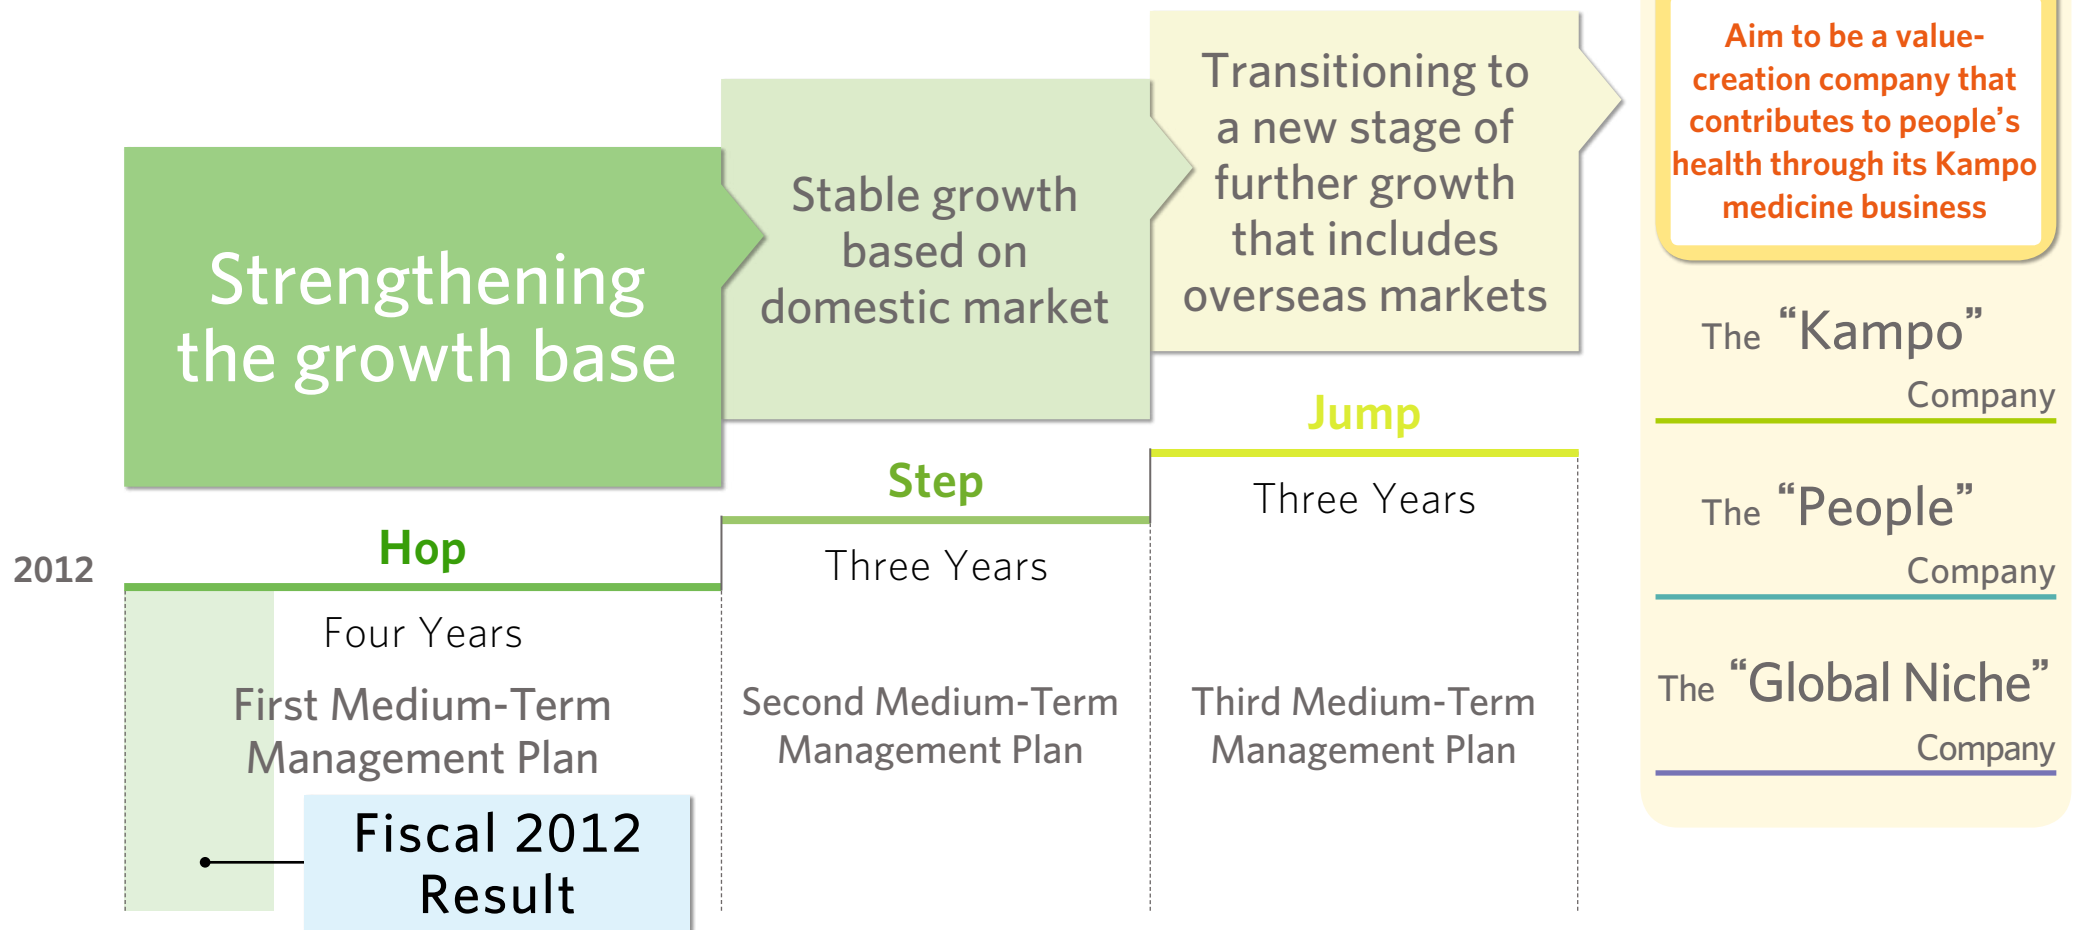 Strengthening
the growth base
Stable growth
based on
domestic market
Transitioning to
a new stage of
further growth
that includes
overseas markets
Aim to be a value-
creation company that
contributes to people’s
health through its Kampo
medicine business
The “Kampo”
Company
The “People”
Company
The “Global Niche”
Company
2012
Hop
Four Years
First Medium-Term
Management Plan
Fiscal 2012
Result
Step
Three Years
Second Medium-Term
Management Plan
Jump
Three Years
Third Medium-Term
Management Plan